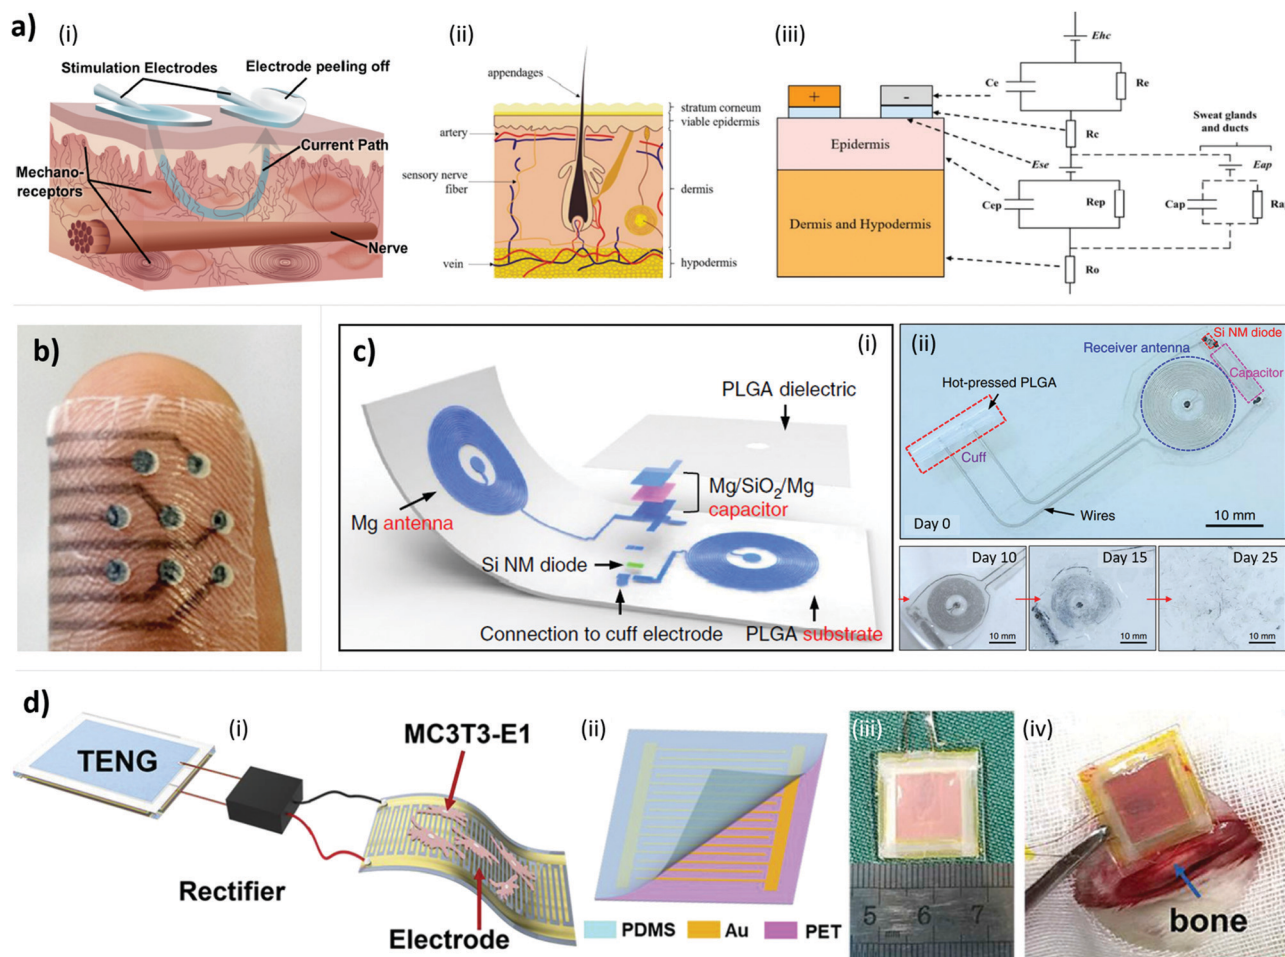 a)
(i)
Stimulation Electrodes
Electrode peeling off
Current Path
Mechano-
receptors
Nerve
(ii)
appendages
stratum corneum
viable epidermis
artery
sensory nerve
fiber
dermis
vein
hypodermis
(iii)
+
-
Epidermis
Dermis and Hypodermis
Ehc
Ce
Re
Rc
Sweat glands
and ducts
Ese
Eap
Cep
Rep
Cap
Ra
Ro
b)
c)
(i)
PLGA dielectric
Mg/SiO2/Mg
capacitor
Mg antenna
Si NM diode
Connection to cuff electrode
PLGA substrate
(ii)
Si NM diode
Receiver antenna
Capacitor
Hot-pressed PLGA
Cuff
Wires
Day 0
10 mm
Day 10
10 mm
Day 15
10 mm
Day 25
10 mm
d)
(i)
TENG
MC3T3-E1
Rectifier
Electrode
(ii)
PDMS
Au
PET
(iii)
5 6 7
(iv)
bone